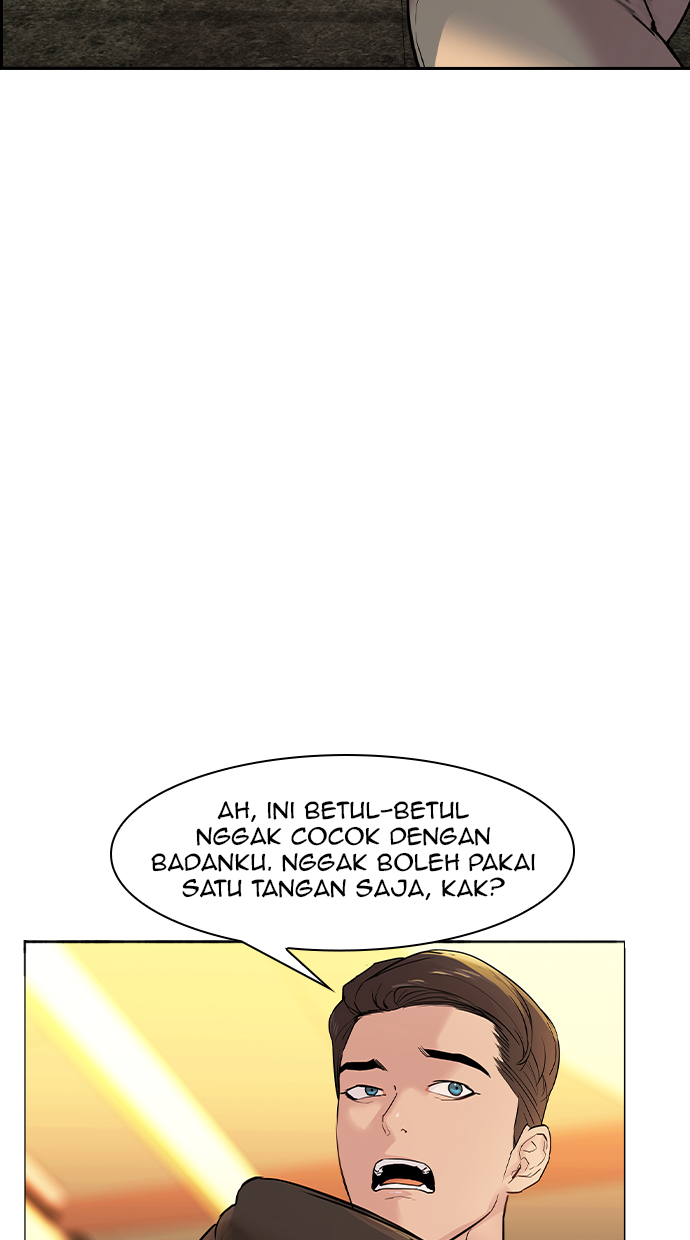 AH, INI BETUL-BETUL
NGGAK COCOK DENGAN
BADANKU. NGGAK BOLEH PAKAI
SATU TANGAN SAJA, KAK?